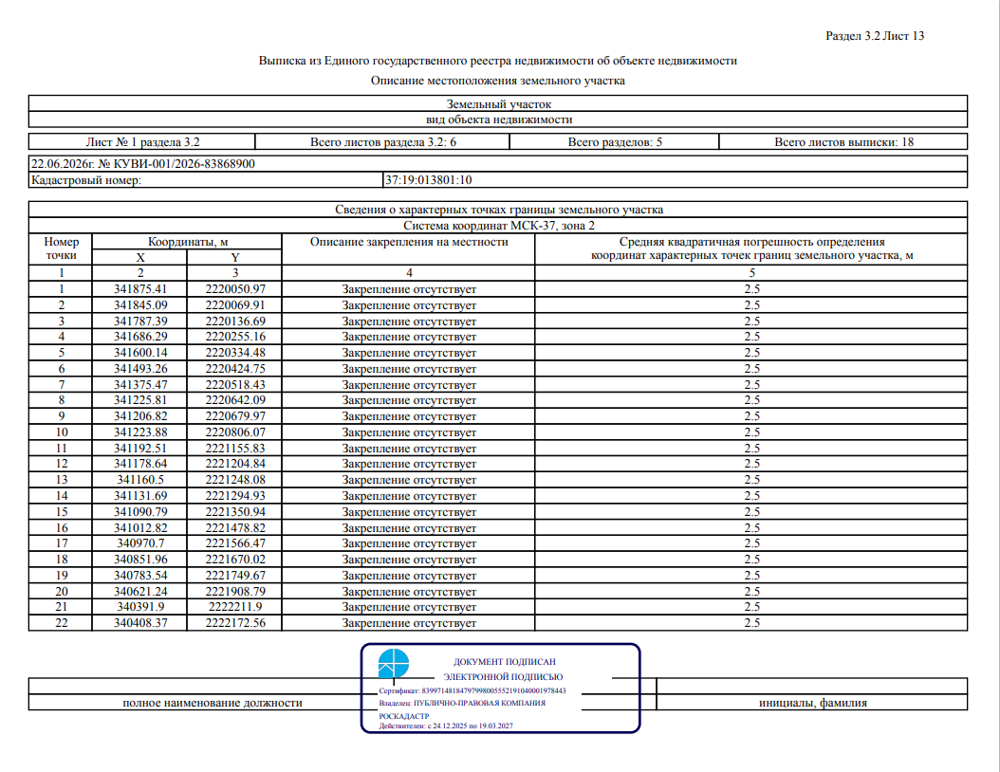 Раздел 3.2 Лист 13
Выписка из Единого государственного реестра недвижимости об объекте недвижимости
Описание местоположения земельного участка
Земельный участок
вид объекта недвижимости
Лист № 1 раздела 3.2 Всего листов раздела 3.2: 6 Всего разделов: 5 Всего листов выписки: 18
22.06.2026г. № КУВИ-001/2026-83868900
Кадастровый номер: 37:19:013801:10
Сведения о характерных точках границы земельного участка
Система координат МСК-37, зона 2
Номер точки Координаты, м Описание закрепления на местности Средняя квадратичная погрешность определения координат характерных точек границ земельного участка, м
X Y
1 2 3 4 5
1 341875.41 2220050.97 Закрепление отсутствует 2.5
2 341845.09 2220069.91 Закрепление отсутствует 2.5
3 341787.39 2220136.69 Закрепление отсутствует 2.5
4 341686.29 2220255.16 Закрепление отсутствует 2.5
5 341600.14 2220334.48 Закрепление отсутствует 2.5
6 341493.26 2220424.75 Закрепление отсутствует 2.5
7 341375.47 2220518.43 Закрепление отсутствует 2.5
8 341225.81 2220642.09 Закрепление отсутствует 2.5
9 341206.82 2220679.97 Закрепление отсутствует 2.5
10 341223.88 2220806.07 Закрепление отсутствует 2.5
11 341192.51 2221155.83 Закрепление отсутствует 2.5
12 341178.64 2221204.84 Закрепление отсутствует 2.5
13 341160.5 2221248.08 Закрепление отсутствует 2.5
14 341131.69 2221294.93 Закрепление отсутствует 2.5
15 341090.79 2221350.94 Закрепление отсутствует 2.5
16 341012.82 2221478.82 Закрепление отсутствует 2.5
17 340970.7 2221566.47 Закрепление отсутствует 2.5
18 340851.96 2221670.02 Закрепление отсутствует 2.5
19 340783.54 2221749.67 Закрепление отсутствует 2.5
20 340621.24 2221908.79 Закрепление отсутствует 2.5
21 340391.9 2222211.9 Закрепление отсутствует 2.5
22 340408.37 2222172.56 Закрепление отсутствует 2.5
ДОКУМЕНТ ПОДПИСАН
ЭЛЕКТРОННОЙ ПОДПИСЬЮ
Сертификат: 83997148184797998005552191040001978443
Владелец: ПУБЛИЧНО-ПРАВОВАЯ КОМПАНИЯ
РОСКАДАСТР
Действителен: с 24.12.2025 по 19.03.2027
полное наименование должности инициалы, фамилия